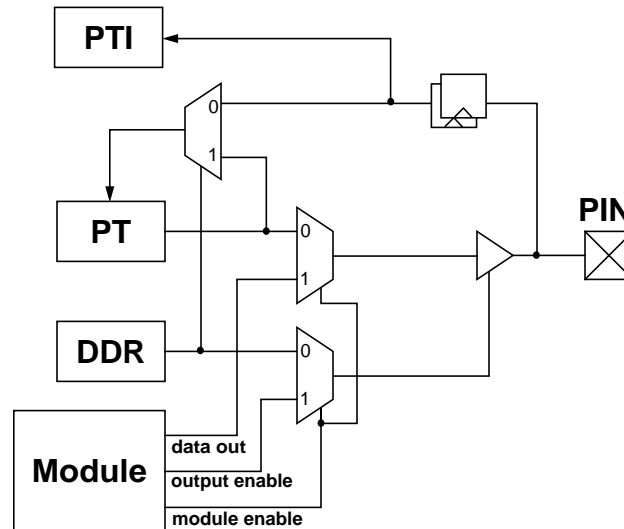 PTI
0
1
PT
PIN
0
1
DDR
0
1
Module
data out
output enable
module enable